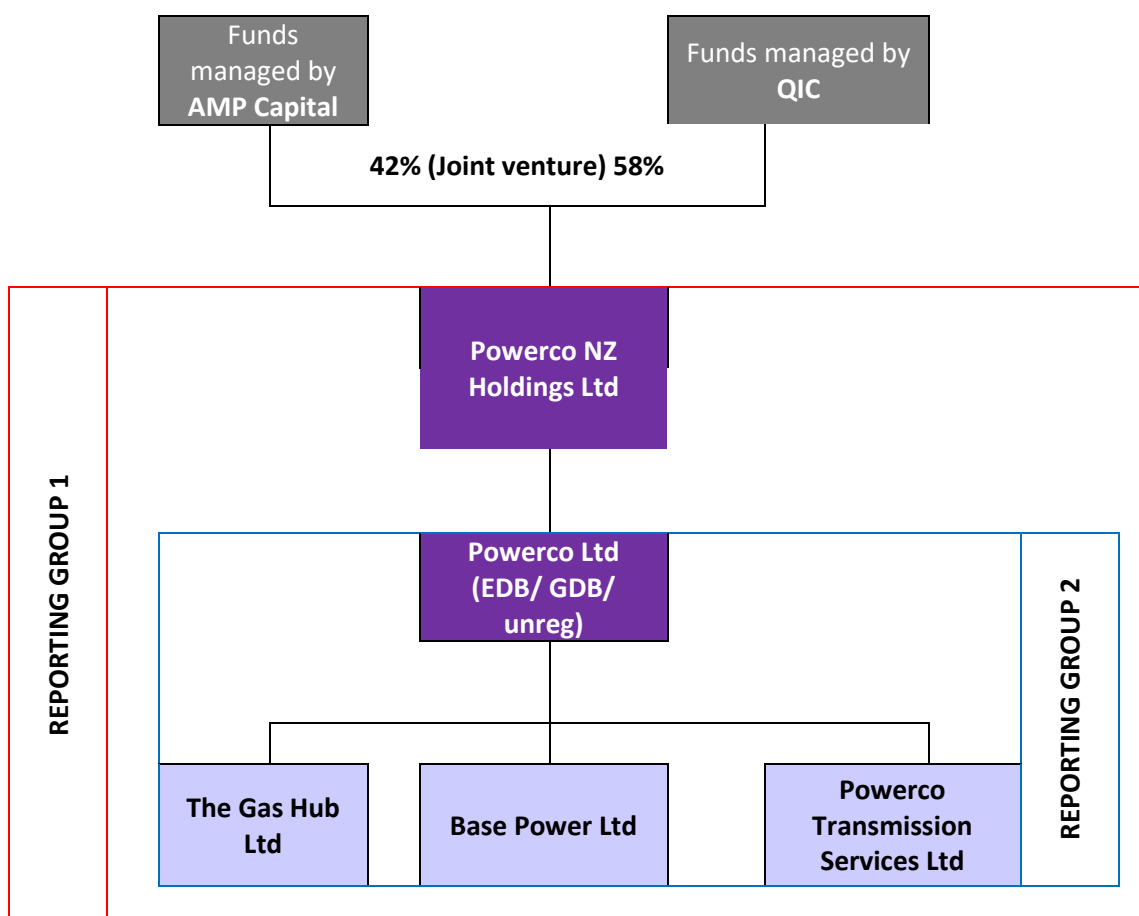 Funds
managed by
AMP Capital
Funds managed by
QIC
42% (Joint venture) 58%
Powerco NZ
Holdings Ltd
REPORTING GROUP 1
Powerco Ltd
(EDB/ GDB/
unreg)
REPORTING GROUP 2
The Gas Hub
Ltd
Base Power Ltd
Powerco
Transmission
Services Ltd